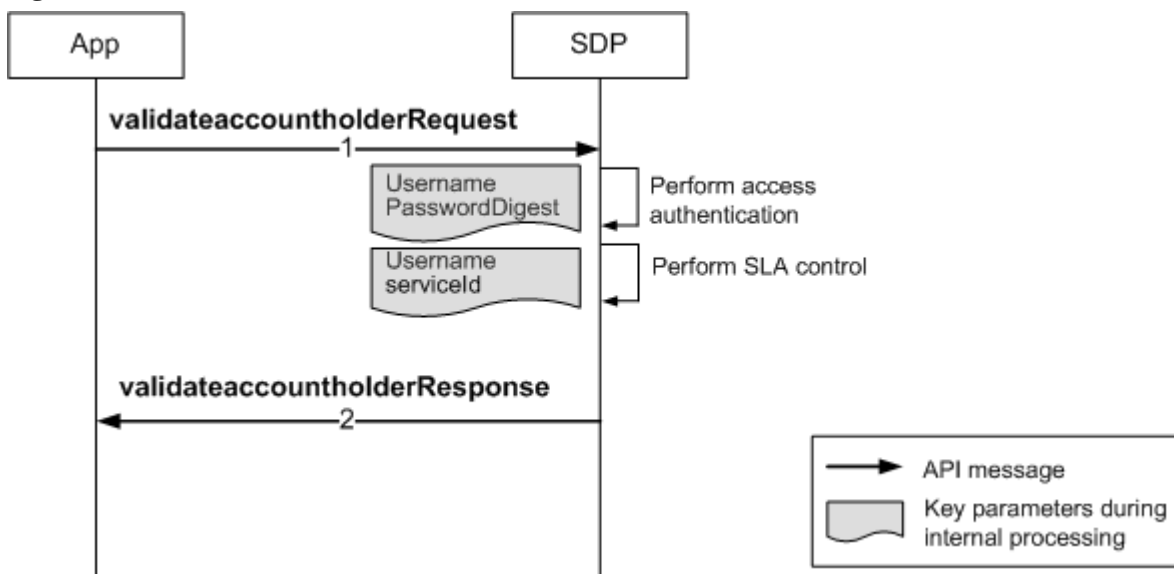 App
SDP
validateaccountholderRequest
1
Username
PasswordDigest
Perform access
authentication
Username
serviceId
Perform SLA control
validateaccountholderResponse
2
API message
Key parameters during
internal processing